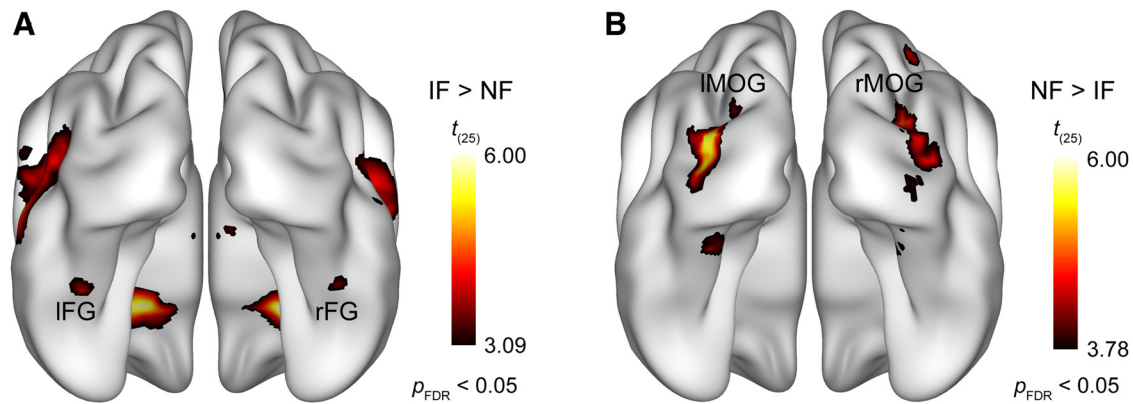 A
IF > NF
t(25)
6.00
3.09
pFDR < 0.05
lFG
rFG
B
lMOG
rMOG
NF > IF
t(25)
6.00
3.78
pFDR < 0.05